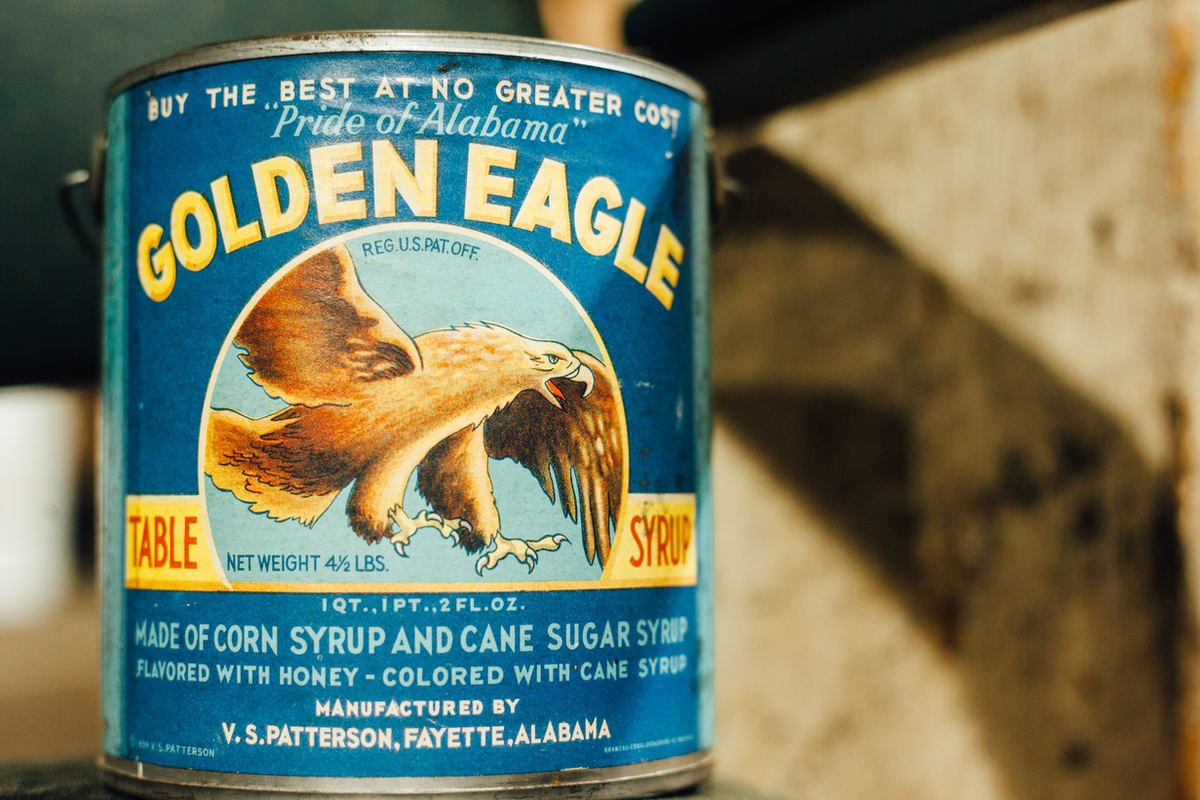 BUY THE BEST AT NO GREATER COST
"Pride of Alabama"
GOLDEN EAGLE
REG.U.S.PAT.OFF.
TABLE SYRUP
NET WEIGHT 4½ LBS.
1 QT., 1 PT., 2 FL. OZ.
MADE OF CORN SYRUP AND CANE SUGAR SYRUP
FLAVORED WITH HONEY - COLORED WITH CANE SYRUP
MANUFACTURED BY
V. S. PATTERSON, FAYETTE, ALABAMA
V. S. PATTERSON